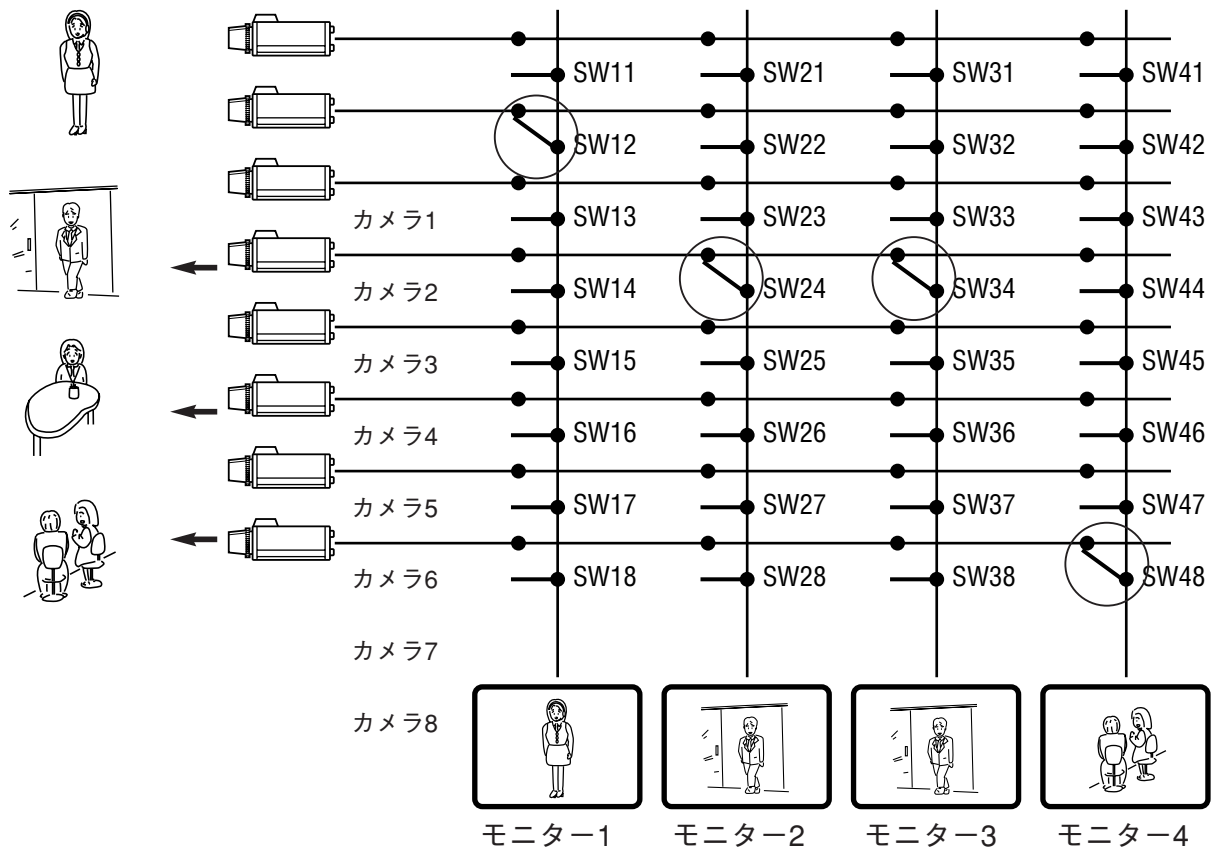 SW11 SW21 SW31 SW41
SW12 SW22 SW32 SW42
カメラ1 SW13 SW23 SW33 SW43
カメラ2 SW14 SW24 SW34 SW44
カメラ3 SW15 SW25 SW35 SW45
カメラ4 SW16 SW26 SW36 SW46
カメラ5 SW17 SW27 SW37 SW47
カメラ6 SW18 SW28 SW38 SW48
カメラ7
カメラ8
モニター1 モニター2 モニター3 モニター4